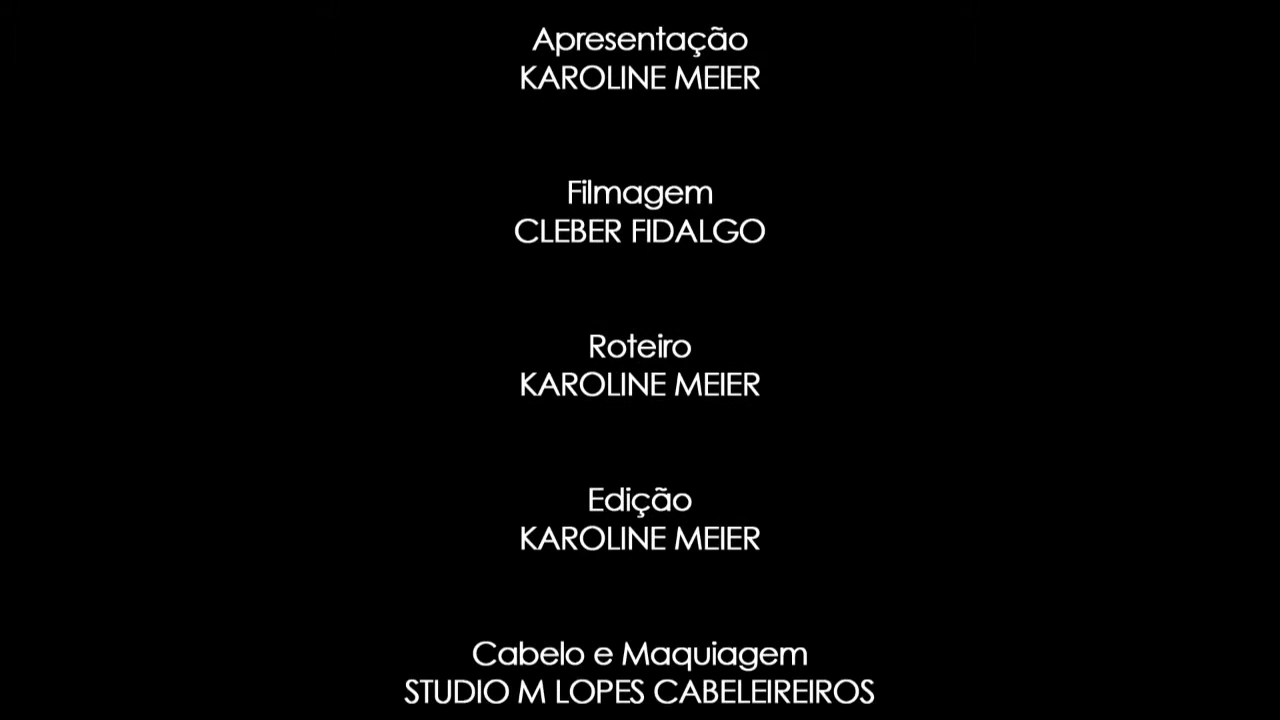 Apresentação
KAROLINE MEIER
Filmagem
CLEBER FIDALGO
Roteiro
KAROLINE MEIER
Edição
KAROLINE MEIER
Cabelo e Maquiagem
STUDIO M LOPES CABELEIREIROS